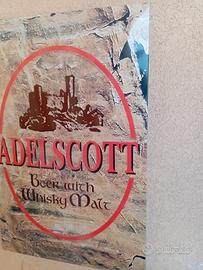 ADELSCOTT
Beer with
Whisky Malt